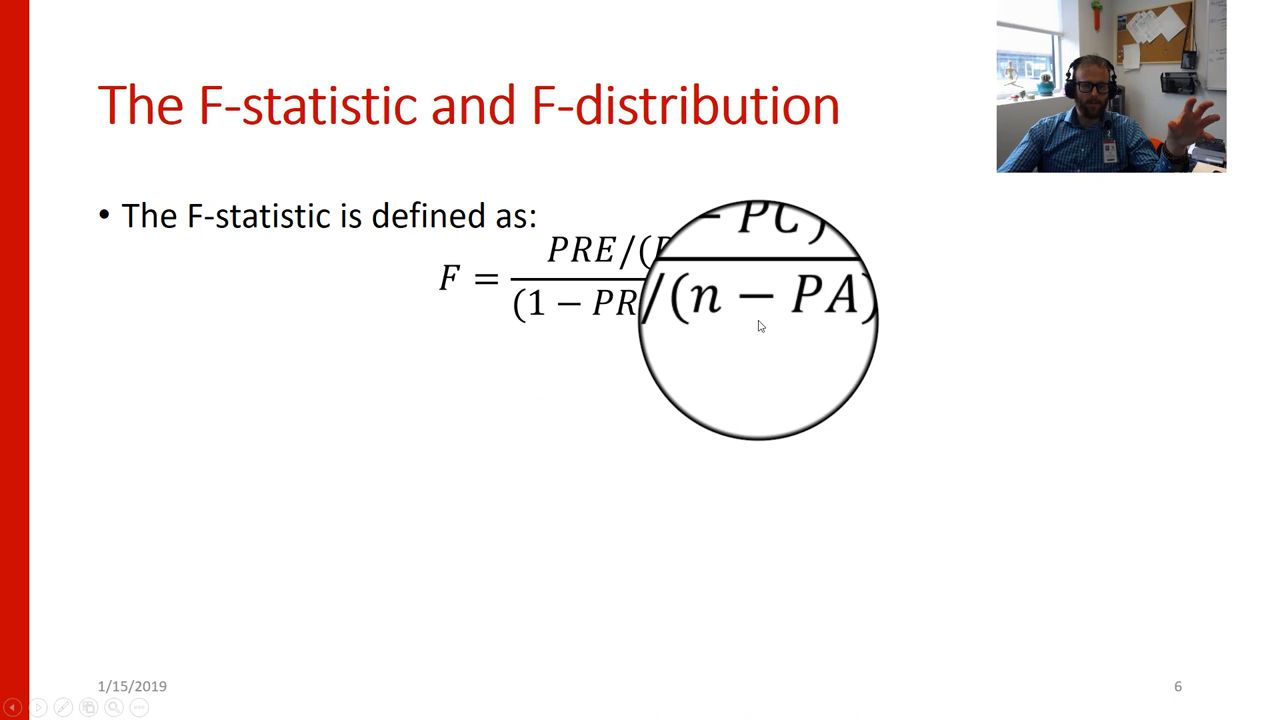 The F-statistic and F-distribution
• The F-statistic is defined as:
PRE/(
− PC)
F =
(1 − PR
/(n − PA)
1/15/2019
6